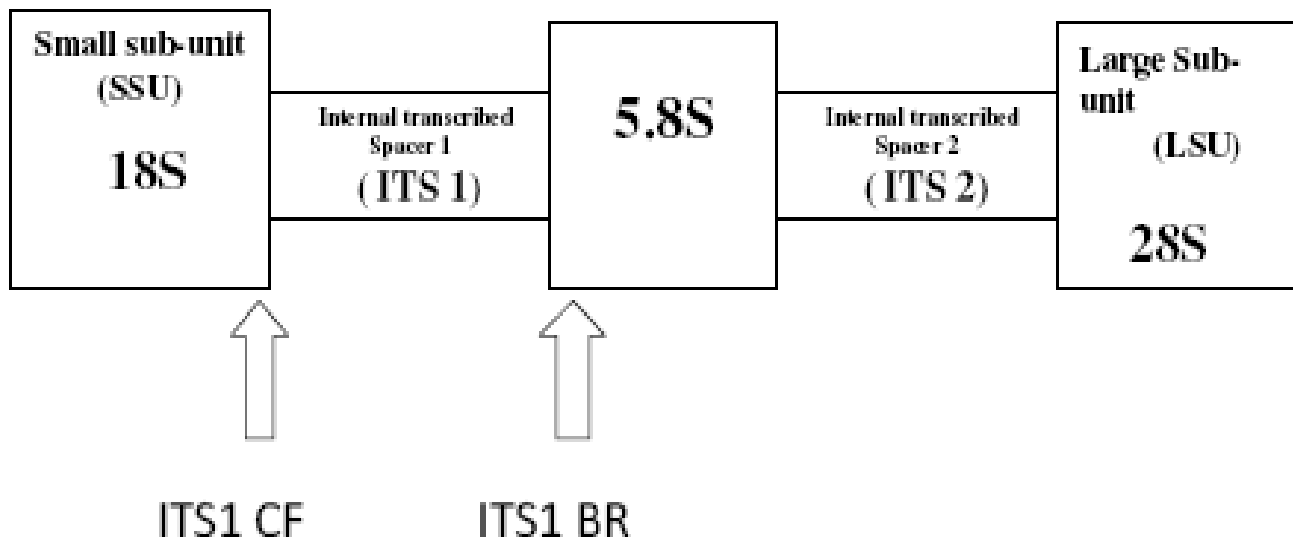 Small sub-unit
(SSU)
18S
Internal transcribed
Spacer 1
( ITS 1)
5.8S
Internal transcribed
Spacer 2
( ITS 2)
Large Sub-
unit
(LSU)
28S
ITS1 CF
ITS1 BR